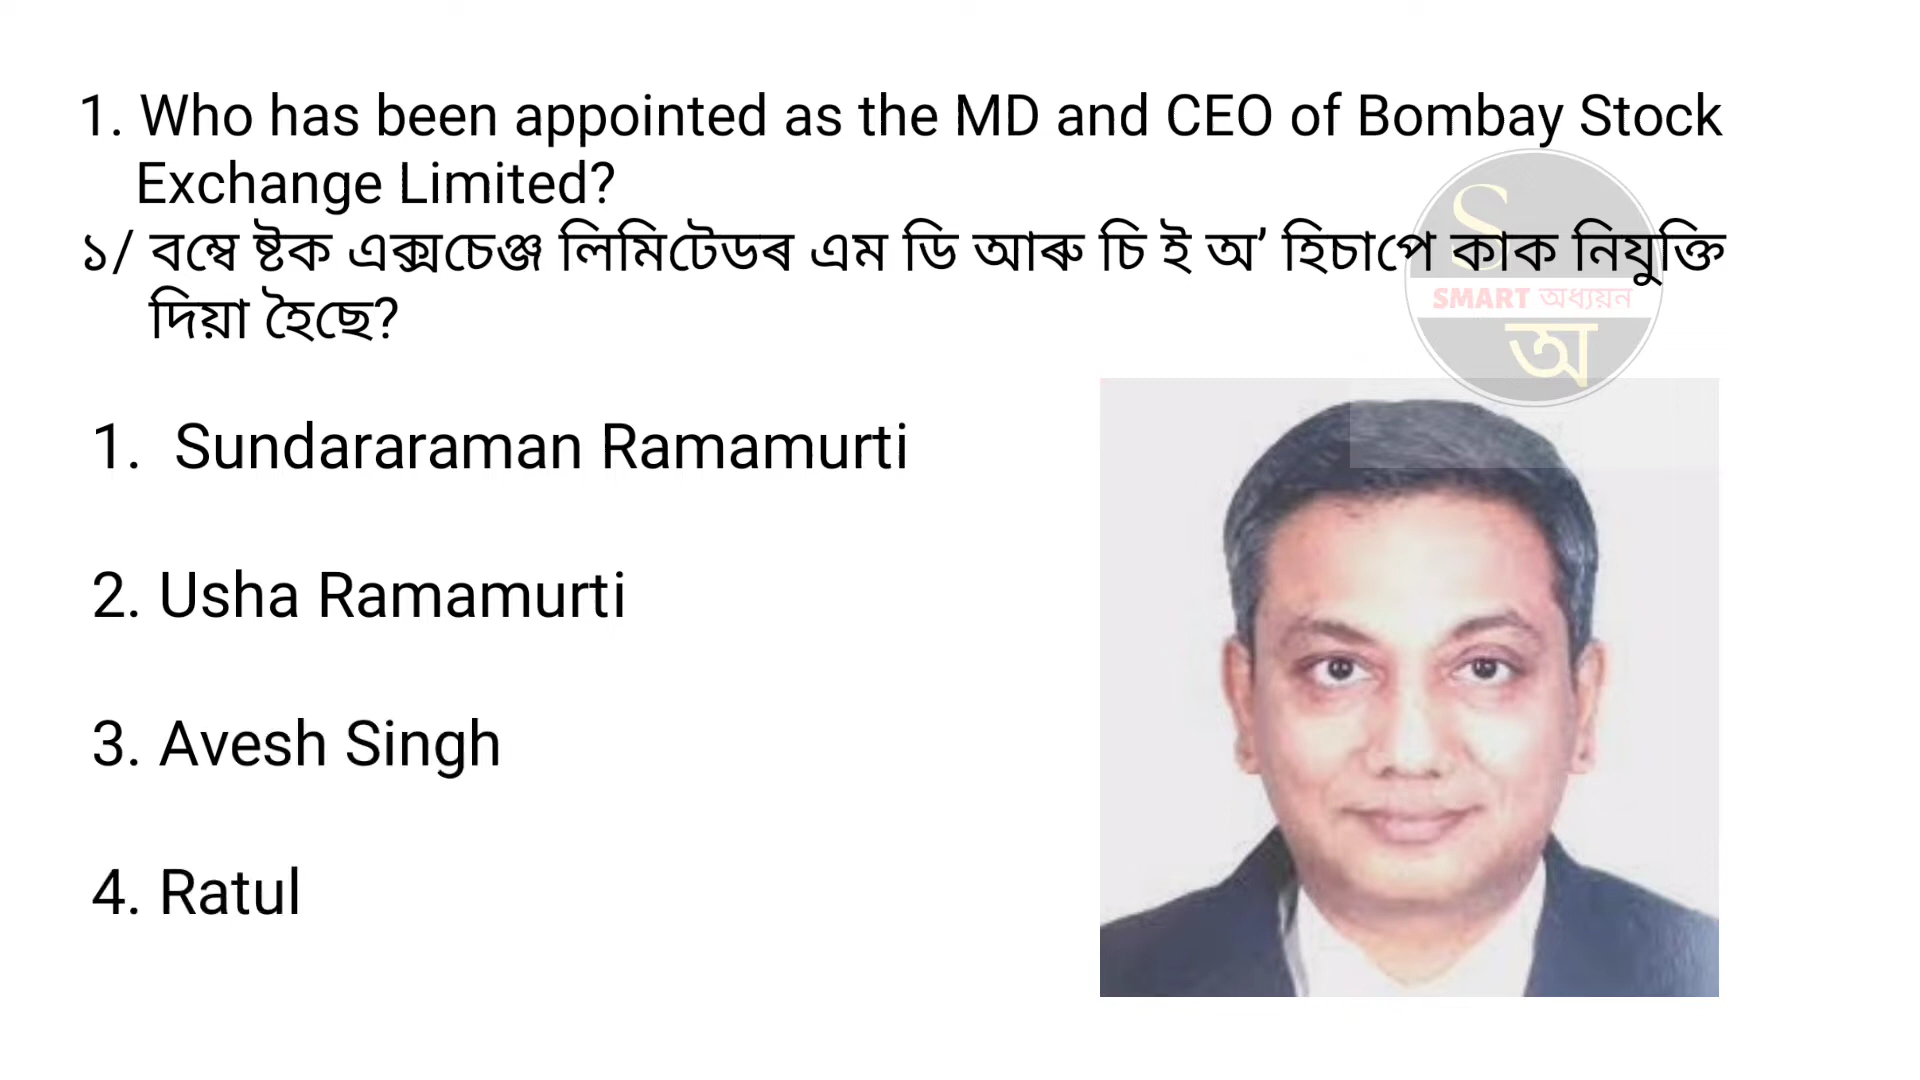 1. Who has been appointed as the MD and CEO of Bombay Stock
Exchange Limited?
১/ বম্বে ষ্টক এক্সচেঞ্জ লিমিটেডৰ এম ডি আৰু চি ই অ’ হিচাপে কাক নিযুক্তি
দিয়া হৈছে?
S
SMART অধ্যয়ন
অ
1. Sundararaman Ramamurti
2. Usha Ramamurti
3. Avesh Singh
4. Ratul